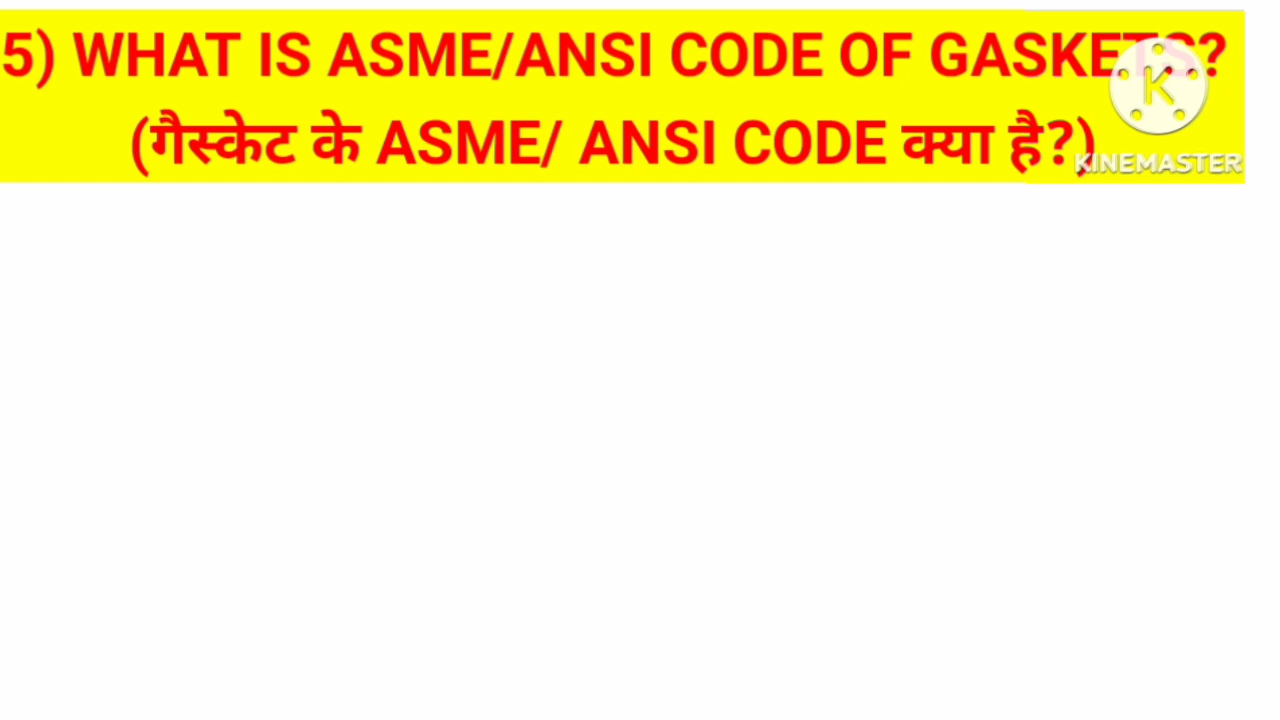 5) WHAT IS ASME/ANSI CODE OF GASKETS?
(गैस्केट के ASME/ ANSI CODE क्या है?)
K
KINEMASTER